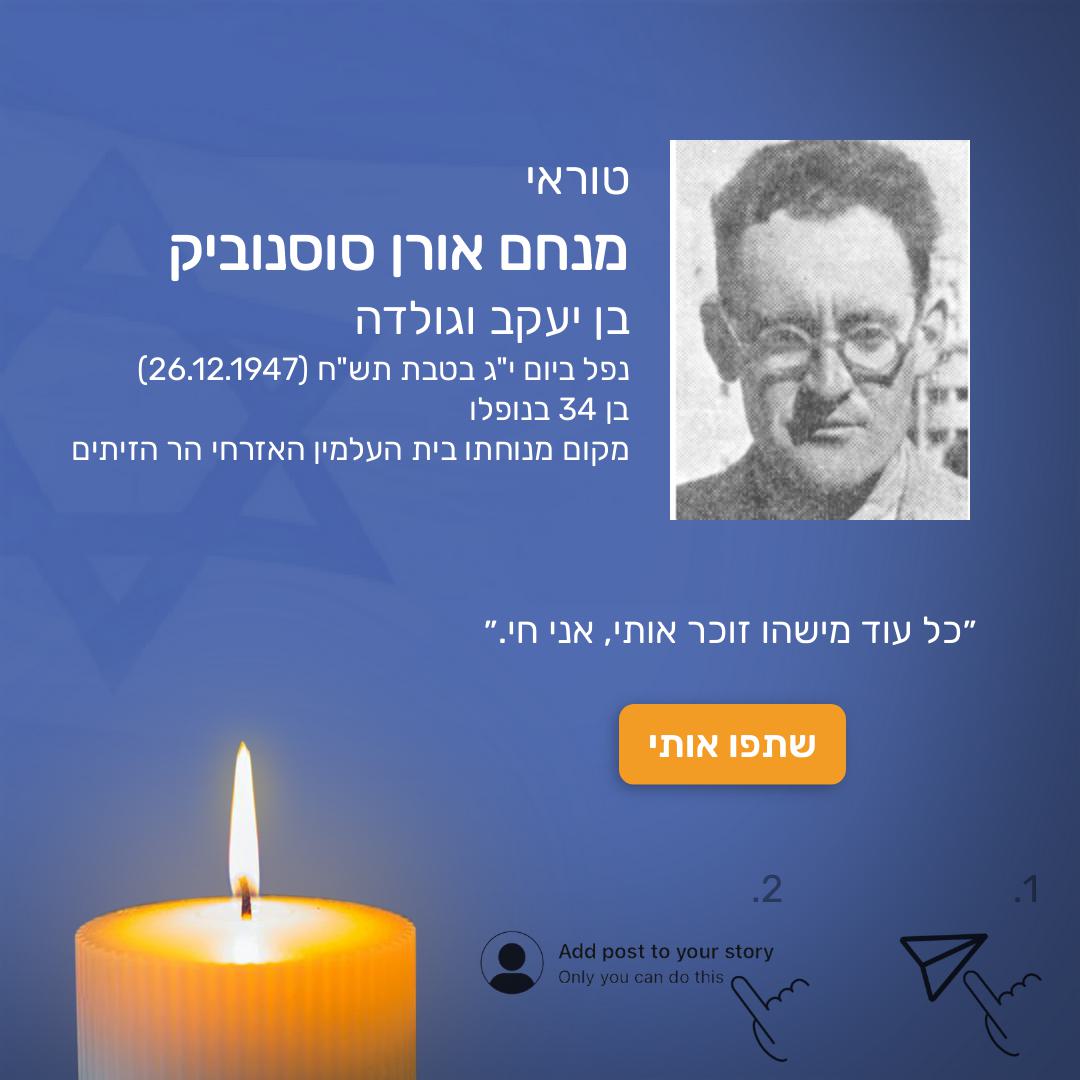 טוראי
מנחם אורן סוסנוביק
בן יעקב וגולדה
נפל ביום י"ג בטבת תש"ח (26.12.1947)
בן 34 בנופלו
מקום מנוחתו בית העלמין האזרחי הר הזיתים
״כל עוד מישהו זוכר אותי, אני חי.״
שתפו אותי
1.
2.
Add post to your story
Only you can do this